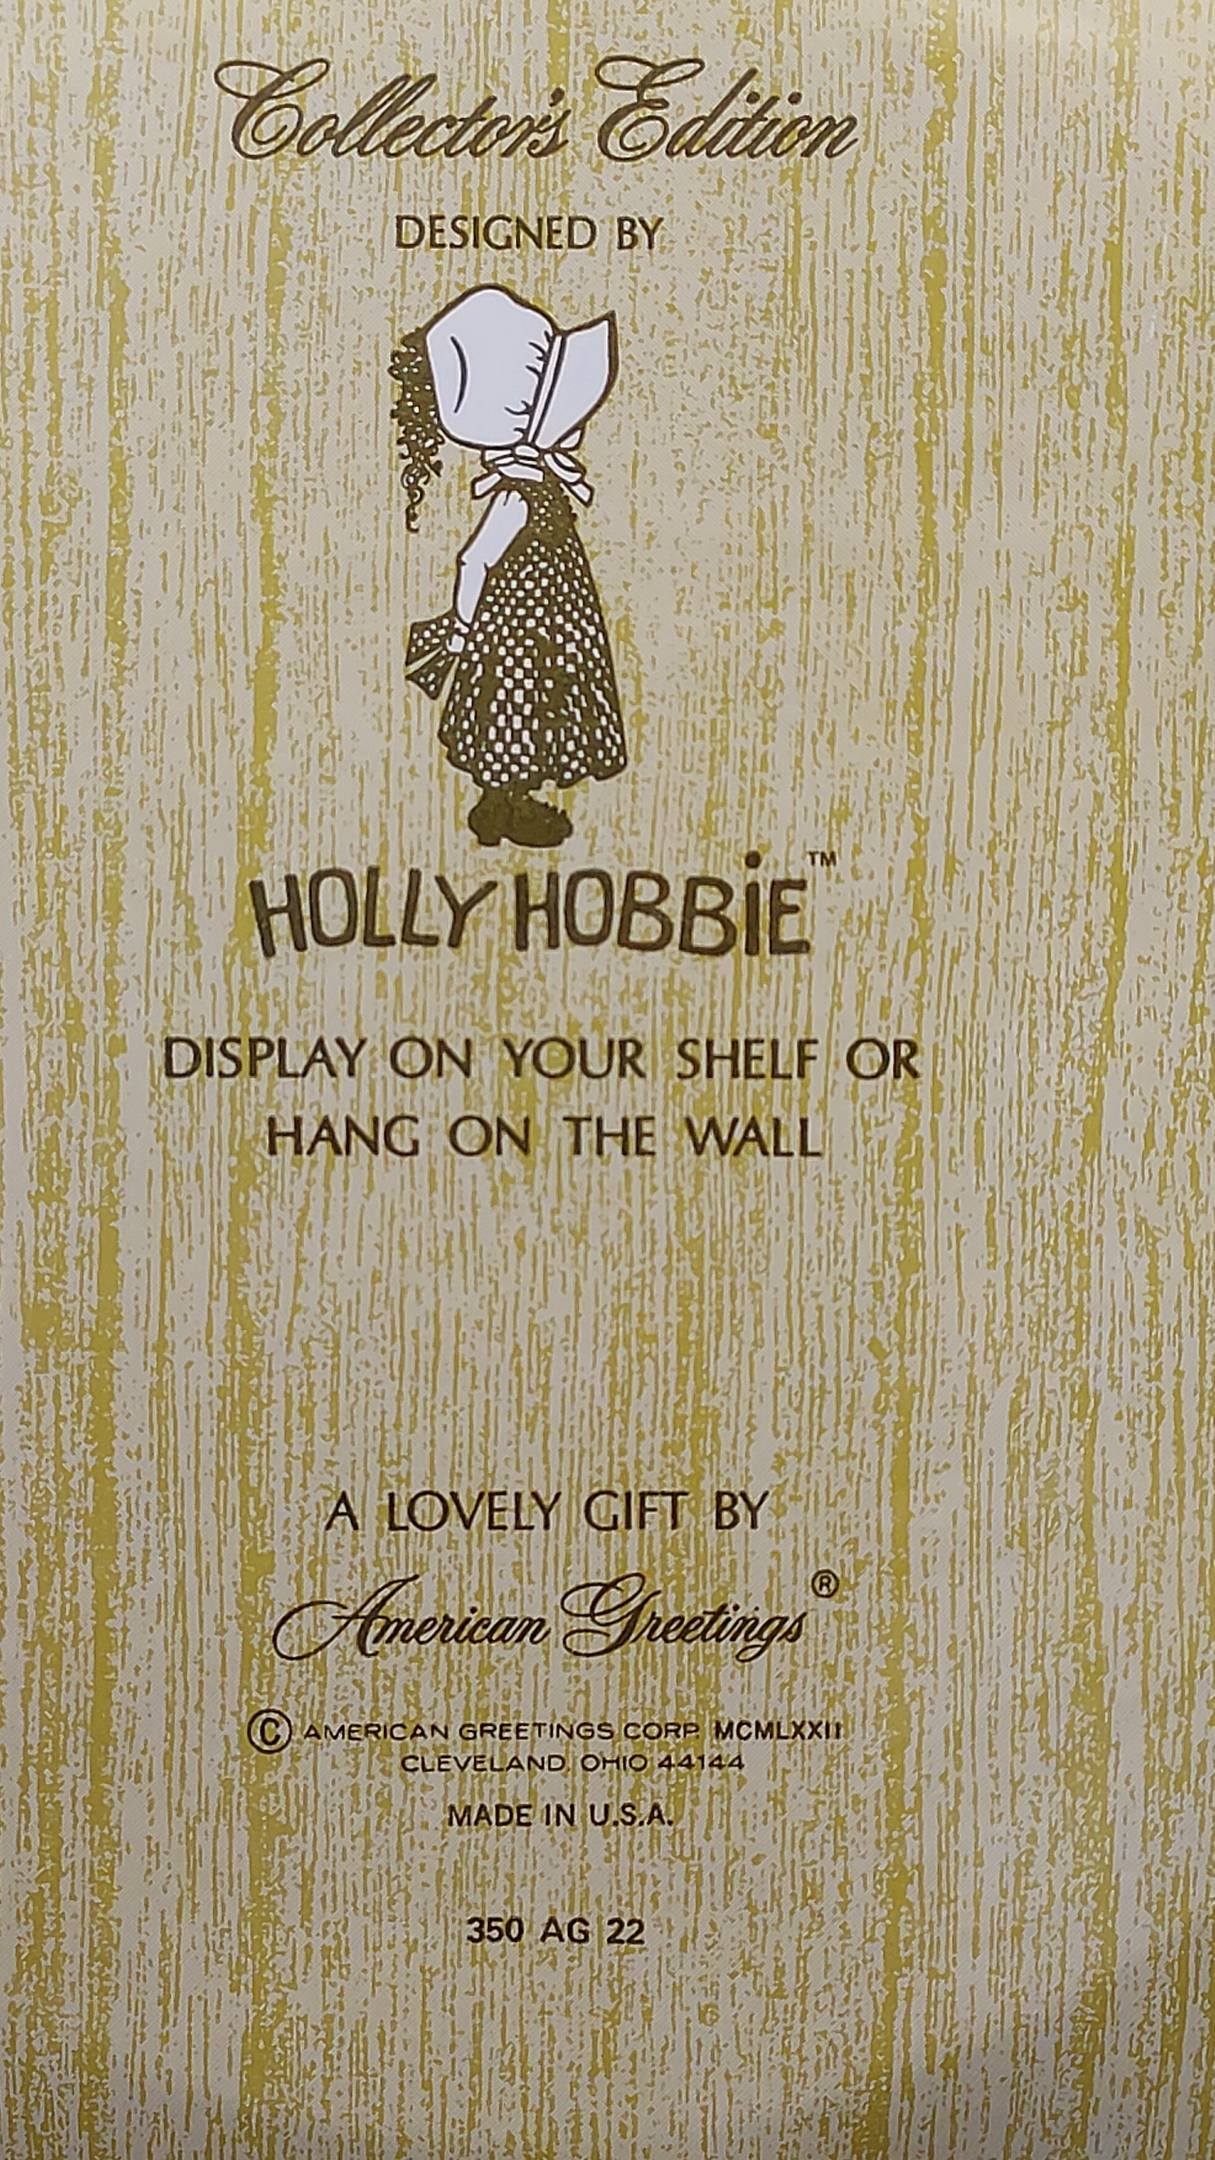 Collector's Edition
DESIGNED BY
HOLLY HOBBiE™
DISPLAY ON YOUR SHELF OR
HANG ON THE WALL
A LOVELY GIFT BY
American Greetings®
© AMERICAN GREETINGS CORP. MCMLXXII
CLEVELAND, OHIO 44144
MADE IN U.S.A.
350 AG 22